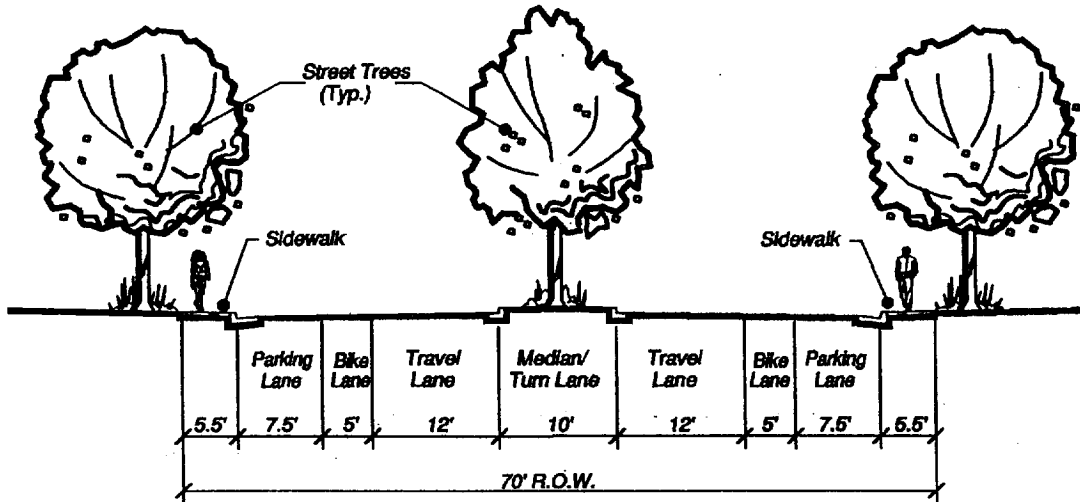 Street Trees
(Typ.)
Sidewalk
Sidewalk
Parking Lane
Bike Lane
Travel Lane
Median/ Turn Lane
Travel Lane
Bike Lane
Parking Lane
5.5' 7.5' 5' 12' 10' 12' 5' 7.5' 5.5'
70' R.O.W.